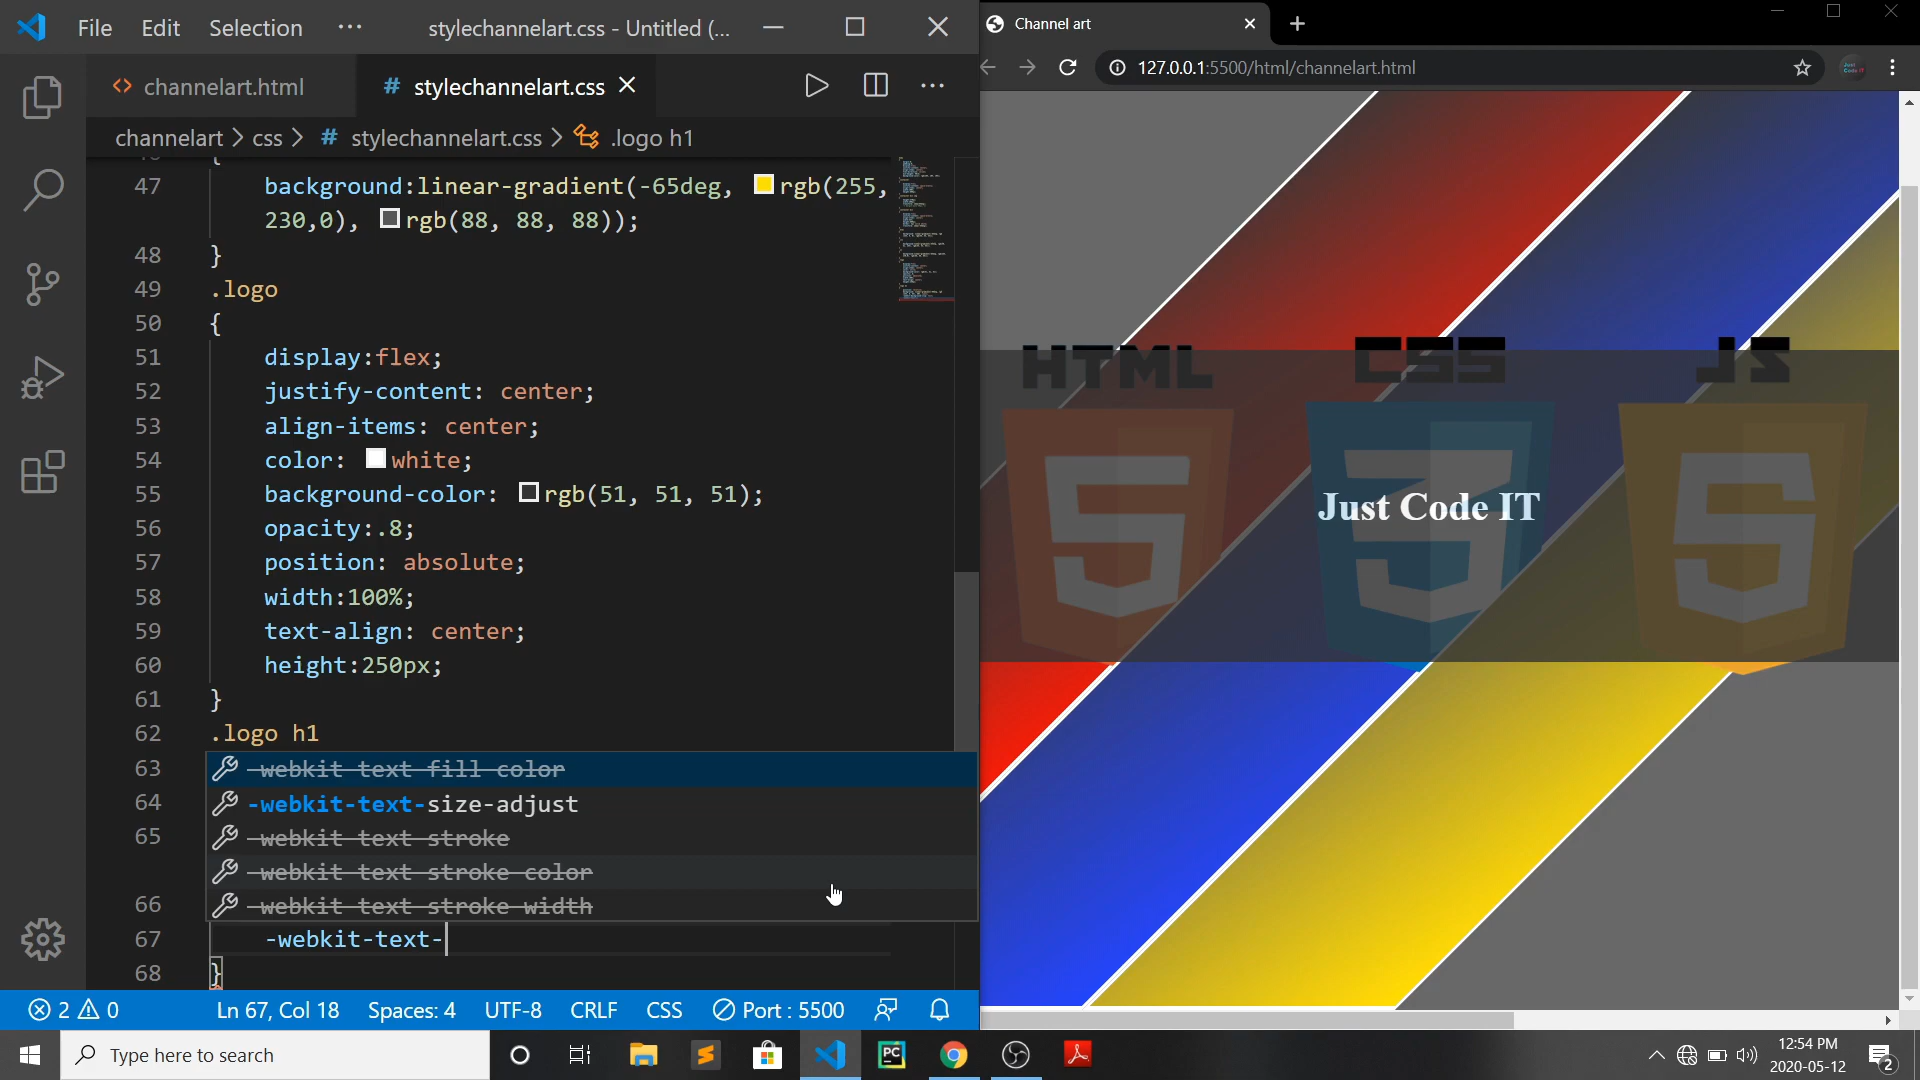 File Edit Selection ··· stylechannelart.css - Untitled (...
channelart.html # stylechannelart.css
channelart > css > # stylechannelart.css > .logo h1
47 background:linear-gradient(-65deg, rgb(255,
230,0), rgb(88, 88, 88));
48 }
49 .logo
50 {
51 display:flex;
52 justify-content: center;
53 align-items: center;
54 color: white;
55 background-color: rgb(51, 51, 51);
56 opacity:.8;
57 position: absolute;
58 width:100%;
59 text-align: center;
60 height:250px;
61 }
62 .logo h1
63 -webkit-text-fill-color
64 -webkit-text-size-adjust
65 -webkit-text-stroke
-webkit-text-stroke-color
66 -webkit-text-stroke-width
67 -webkit-text-
68 }
2 0 Ln 67, Col 18 Spaces: 4 UTF-8 CRLF CSS Port : 5500
Channel art
127.0.0.1:5500/html/channelart.html
HTML CSS JS
5 3 5
Just Code IT
Type here to search
PC
12:54 PM
2020-05-12
2